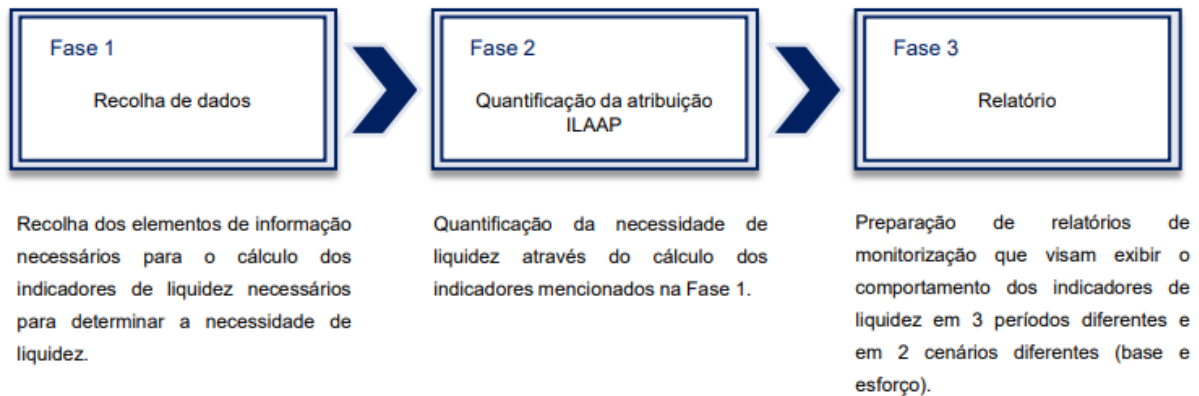 Fase 1
Recolha de dados
Fase 2
Quantificação da atribuição
ILAAP
Fase 3
Relatório
Recolha dos elementos de informação
necessários para o cálculo dos
indicadores de liquidez necessários
para determinar a necessidade de
liquidez.
Quantificação da necessidade de
liquidez através do cálculo dos
indicadores mencionados na Fase 1.
Preparação de relatórios de
monitorização que visam exibir o
comportamento dos indicadores de
liquidez em 3 períodos diferentes e
em 2 cenários diferentes (base e
esforço).